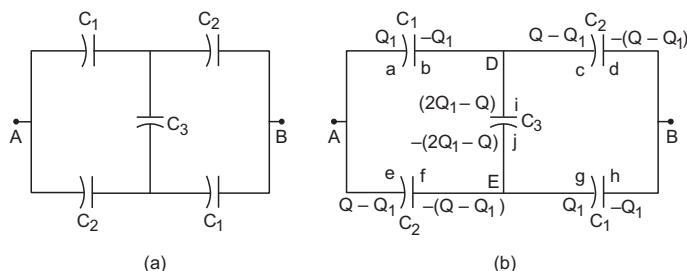 C1
C2
A
C3
B
C2
C1
(a)
C1
C2
Q1 –Q1
Q – Q1 –(Q – Q1)
a b D c d
(2Q1 – Q) i
A C3 B
–(2Q1 – Q) j
e f E g h
Q – Q1 –(Q – Q1) Q1 –Q1
C2 C1
(b)